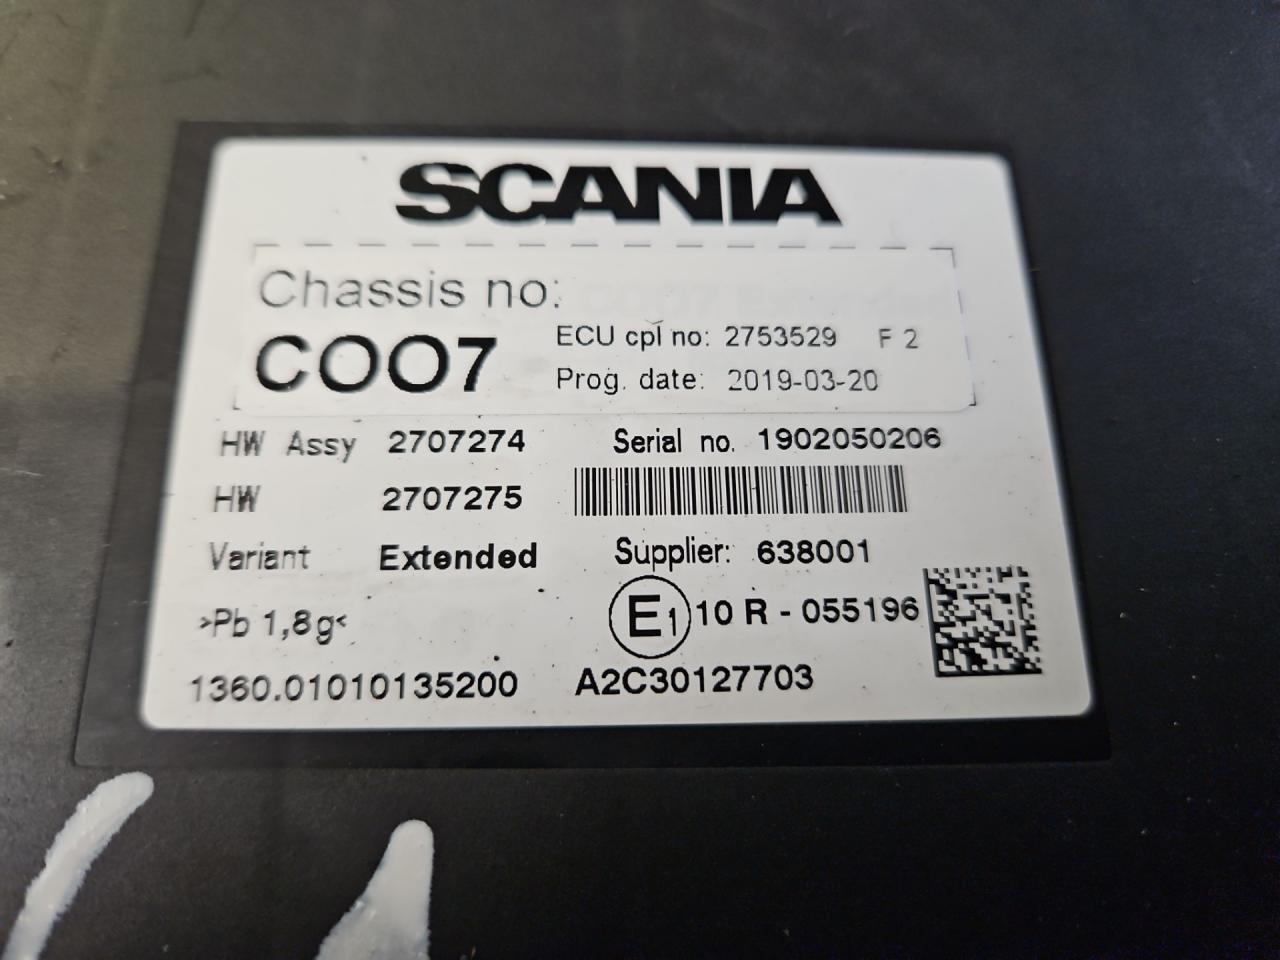 SCANIA
Chassis no:
COO7 ECU cpl no: 2753529 F 2
Prog. date: 2019-03-20
HW Assy 2707274 Serial no. 1902050206
HW 2707275
Variant Extended Supplier: 638001
>Pb 1,8g< E1 10 R - 055196
1360.01010135200 A2C30127703